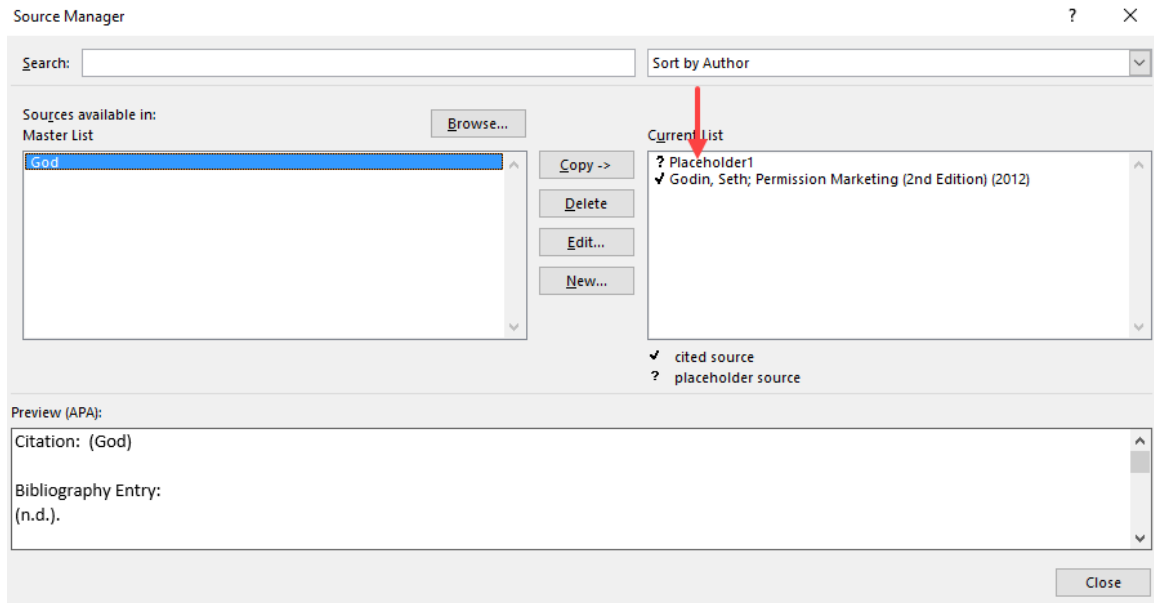 Source Manager
?
Search:
Sort by Author
Sources available in:
Master List
Browse...
Current List
God
? Placeholder1
✓ Godin, Seth; Permission Marketing (2nd Edition) (2012)
Copy ->
Delete
Edit...
New...
✓ cited source
? placeholder source
Preview (APA):
Citation: (God)
Bibliography Entry:
(n.d.).
Close